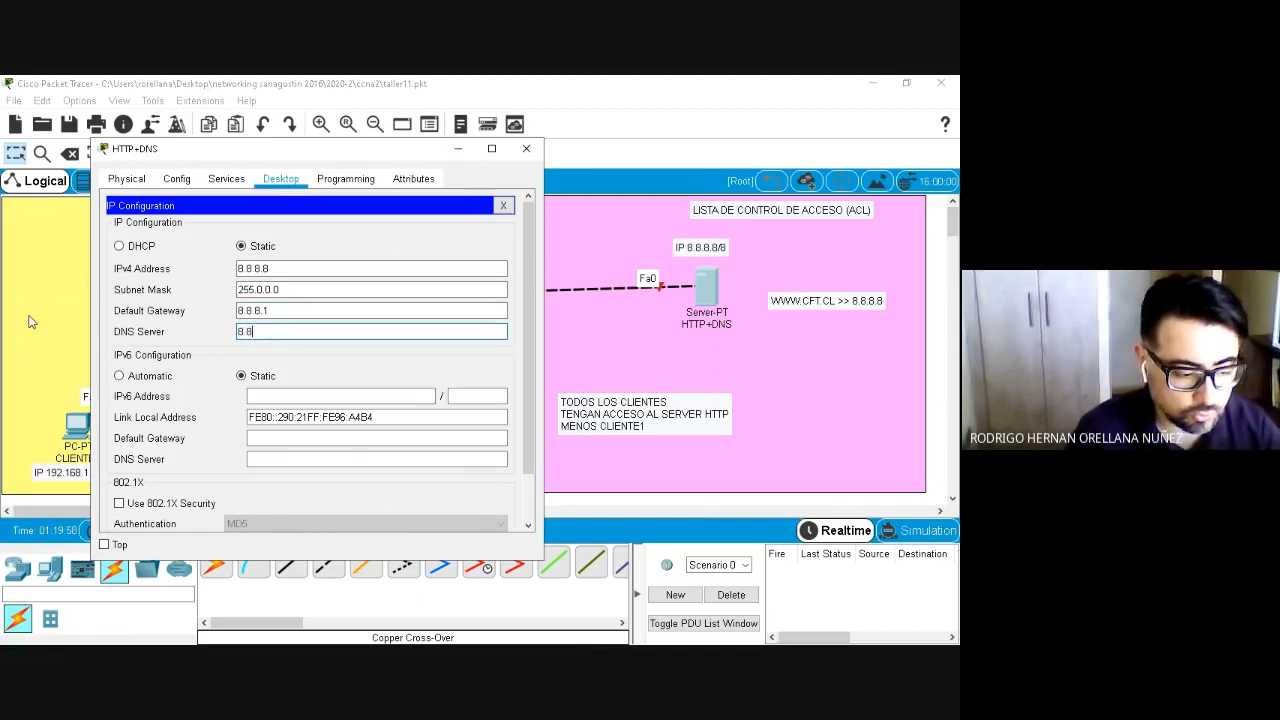 Cisco Packet Tracer - C:\Users\rorellana\Desktop\networking sanagustin 2016\2020-2\ccna2\taller11.pkt
File Edit Options View Tools Extensions Help
?
HTTP+DNS
Logical
[Root]
16:00:00
Physical Config Services Desktop Programming Attributes
IP Configuration
X
IP Configuration
DHCP
Static
IPv4 Address
8.8.8.8
Subnet Mask
255.0.0.0
Default Gateway
8.8.8.1
DNS Server
8.8
IPv6 Configuration
Automatic
Static
IPv6 Address
/
Link Local Address
FE80::290:21FF:FE96:A4B4
Default Gateway
DNS Server
802.1X
Use 802.1X Security
Authentication
MD5
Top
LISTA DE CONTROL DE ACCESO (ACL)
IP 8.8.8.8/8
Fa0
Server-PT
HTTP+DNS
WWW.CFT.CL >> 8.8.8.8
TODOS LOS CLIENTES
TENGAN ACCESO AL SERVER HTTP
MENOS CLIENTE1
PC-PT
CLIENT
IP 192.168.1.
Time: 01:19:58
Realtime
Simulation
Scenario 0
New
Delete
Toggle PDU List Window
Fire Last Status Source Destination
Copper Cross-Over
RODRIGO HERNAN ORELLANA NUÑEZ